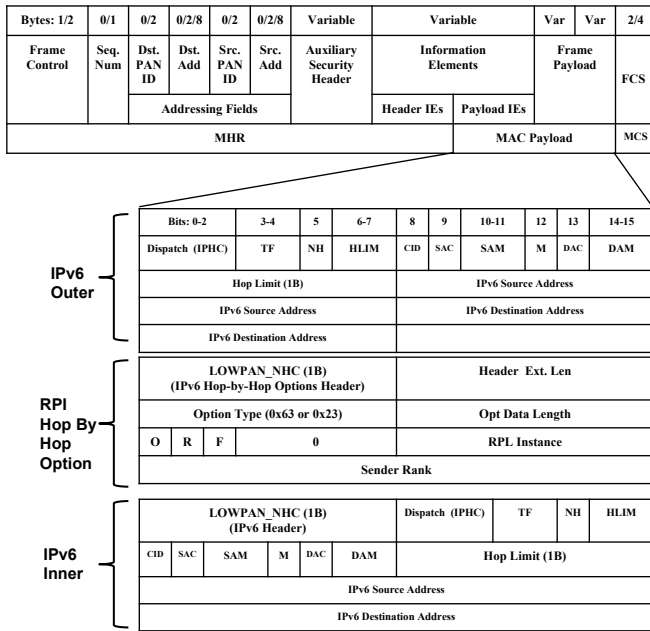 Bytes: 1/2 0/1 0/2 0/2/8 0/2 0/2/8 Variable Variable Var Var 2/4
Frame Control Seq. Num Dst. PAN ID Dst. Add Src. PAN ID Src. Add Auxiliary Security Header Information Elements Frame Payload FCS
Addressing Fields Header IEs Payload IEs
MHR MAC Payload MCS
Bits: 0-2 3-4 5 6-7 8 9 10-11 12 13 14-15
Dispatch (IPHC) TF NH HLIM CID SAC SAM M DAC DAM
IPv6 Outer
Hop Limit (1B) IPv6 Source Address
IPv6 Source Address IPv6 Destination Address
IPv6 Destination Address
RPI Hop By Hop Option
LOWPAN_NHC (1B) Header Ext. Len
(IPv6 Hop-by-Hop Options Header)
Option Type (0x63 or 0x23) Opt Data Length
O R F 0 RPL Instance
Sender Rank
IPv6 Inner
LOWPAN_NHC (1B) Dispatch (IPHC) TF NH HLIM
(IPv6 Header)
CID SAC SAM M DAC DAM Hop Limit (1B)
IPv6 Source Address
IPv6 Destination Address